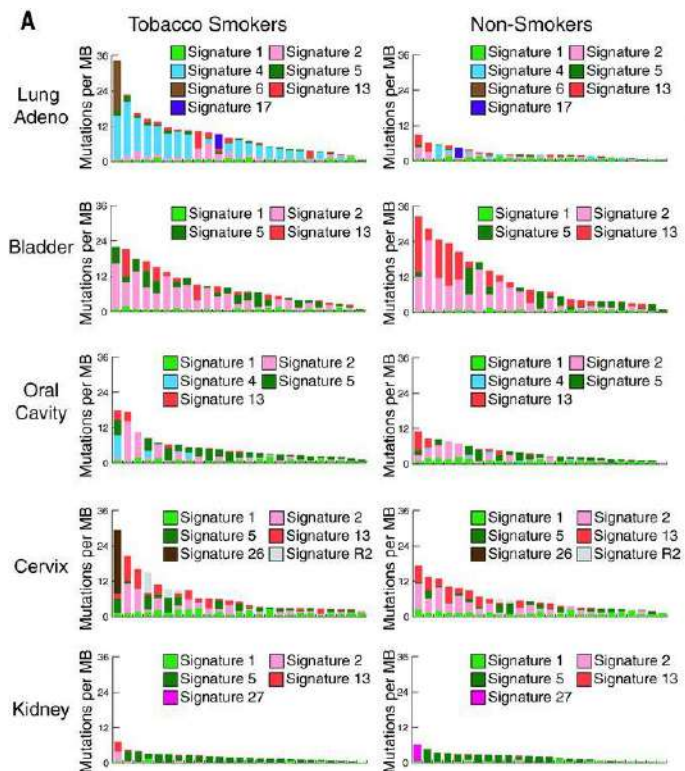 A
Tobacco Smokers
Non-Smokers
Lung
Adeno
Mutations per MB
36
24
12
0
Signature 1
Signature 2
Signature 4
Signature 5
Signature 6
Signature 13
Signature 17
Mutations per MB
36
24
12
0
Signature 1
Signature 2
Signature 4
Signature 5
Signature 6
Signature 13
Signature 17
Bladder
Mutations per MB
36
24
12
0
Signature 1
Signature 2
Signature 5
Signature 13
Mutations per MB
36
24
12
0
Signature 1
Signature 2
Signature 5
Signature 13
Oral
Cavity
Mutations per MB
36
24
12
0
Signature 1
Signature 2
Signature 4
Signature 5
Signature 13
Mutations per MB
36
24
12
0
Signature 1
Signature 2
Signature 4
Signature 5
Signature 13
Cervix
Mutations per MB
36
24
12
0
Signature 1
Signature 2
Signature 5
Signature 13
Signature 26
Signature R2
Mutations per MB
36
24
12
0
Signature 1
Signature 2
Signature 5
Signature 13
Signature 26
Signature R2
Kidney
Mutations per MB
36
24
12
0
Signature 1
Signature 2
Signature 5
Signature 13
Signature 27
Mutations per MB
36
24
12
0
Signature 1
Signature 2
Signature 5
Signature 13
Signature 27